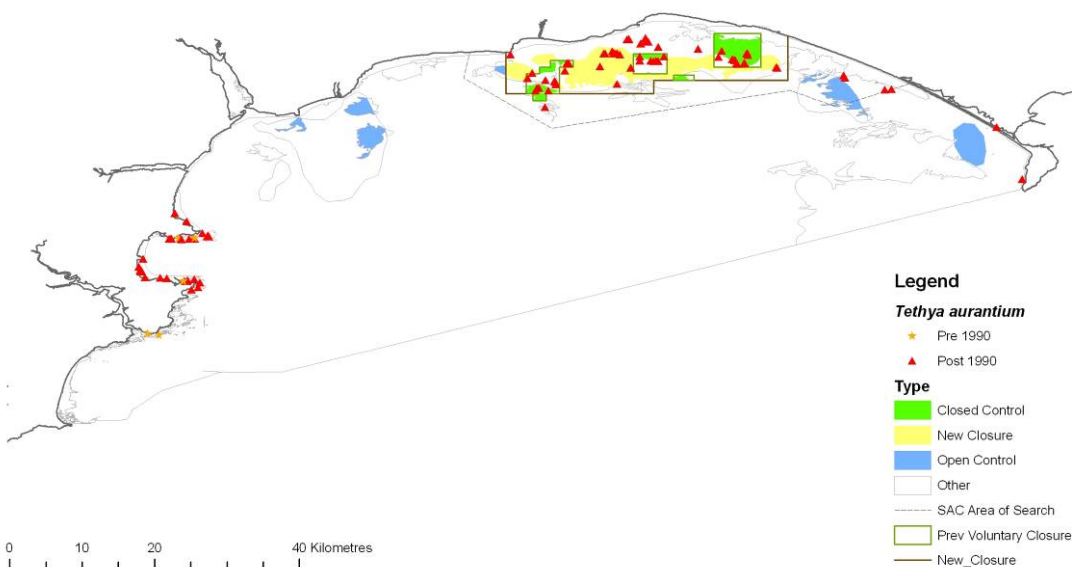 Legend
Tethya aurantium
Pre 1990
Post 1990
Type
Closed Control
New Closure
Open Control
Other
SAC Area of Search
Prev Voluntary Closure
New_Closure
0 10 20 40 Kilometres